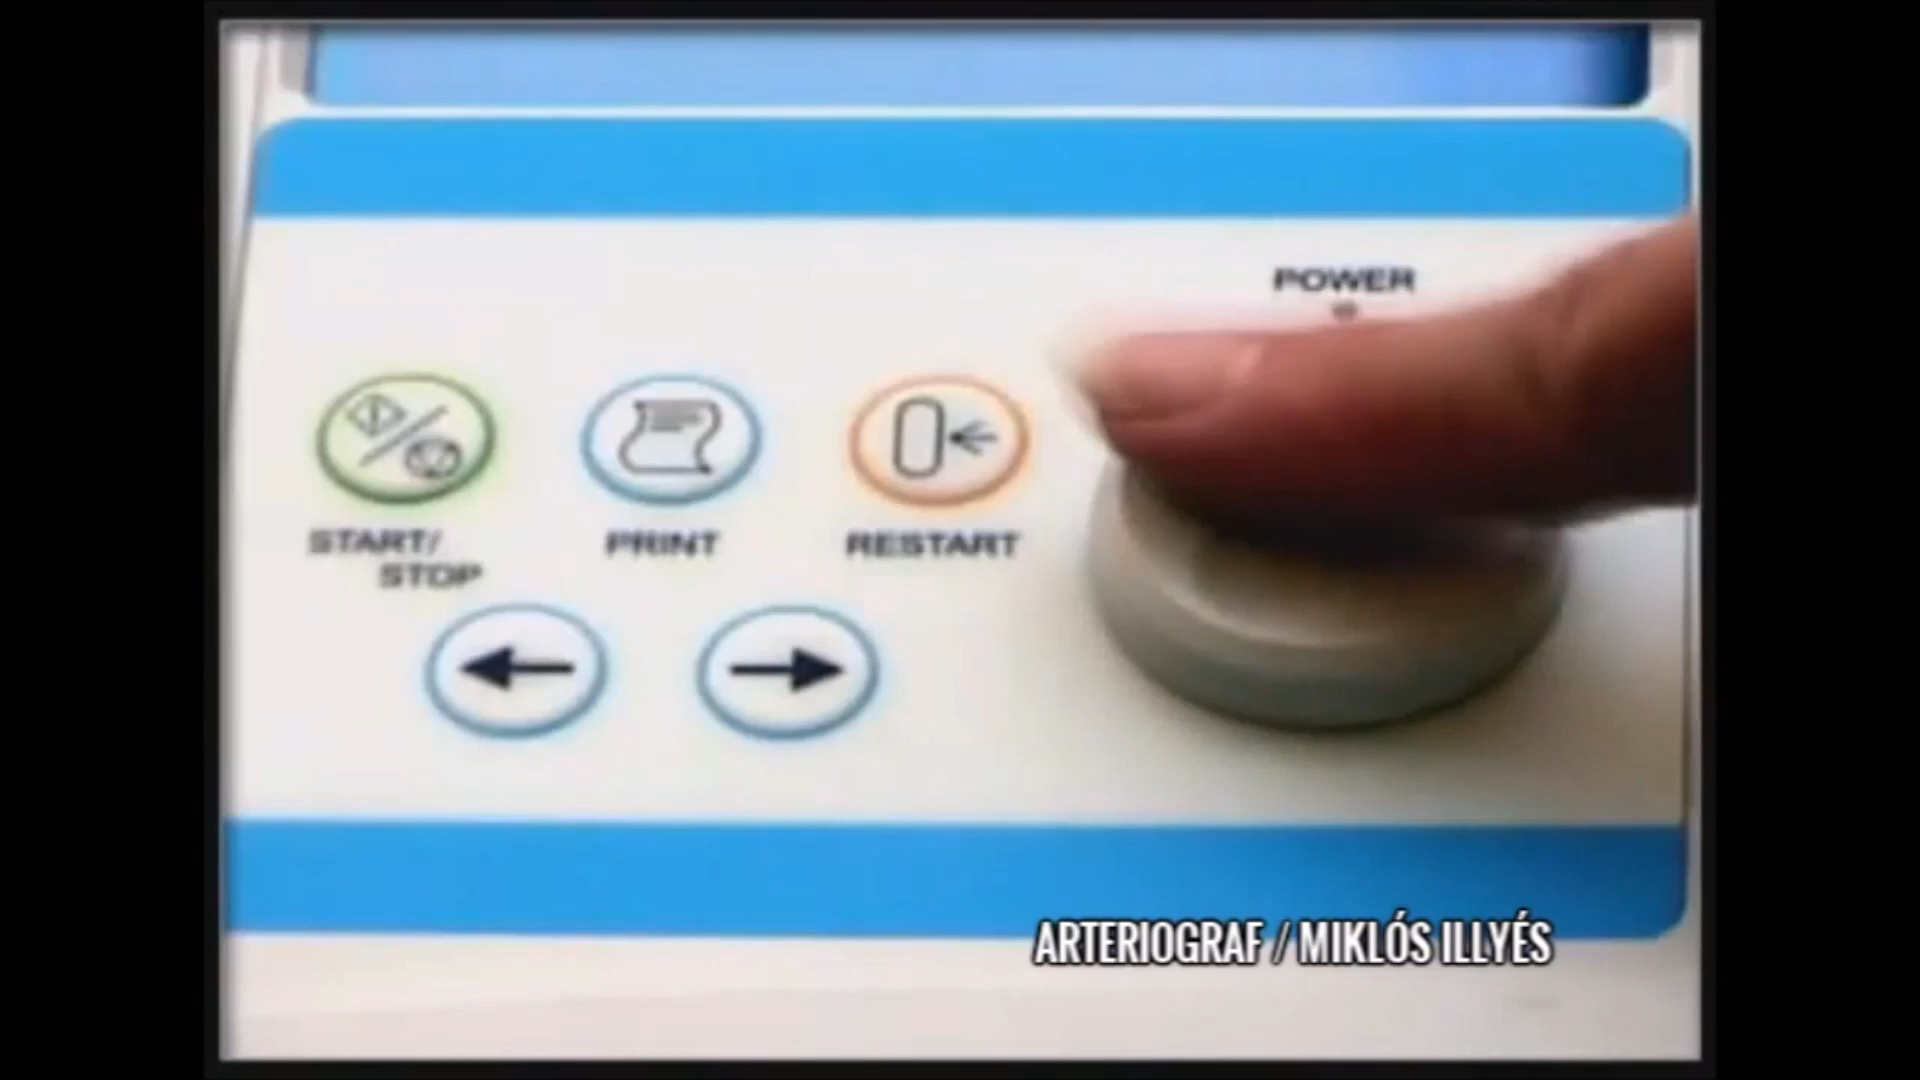 POWER
START/
STOP
PRINT
RESTART
ARTERIOGRAF / MIKLÓS ILLYÉS